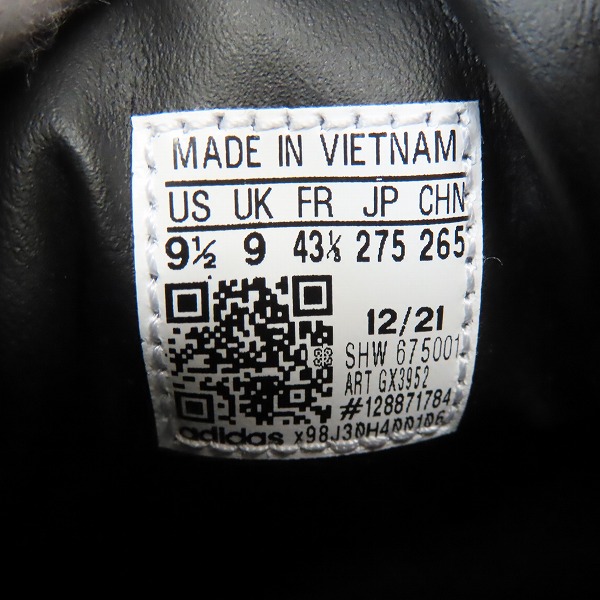 MADE IN VIETNAM
US UK FR JP CHN
9½ 9 43⅓ 275 265
12/21
SHW 675001
ART GX3952
#128871784
adidas x98J30H400106